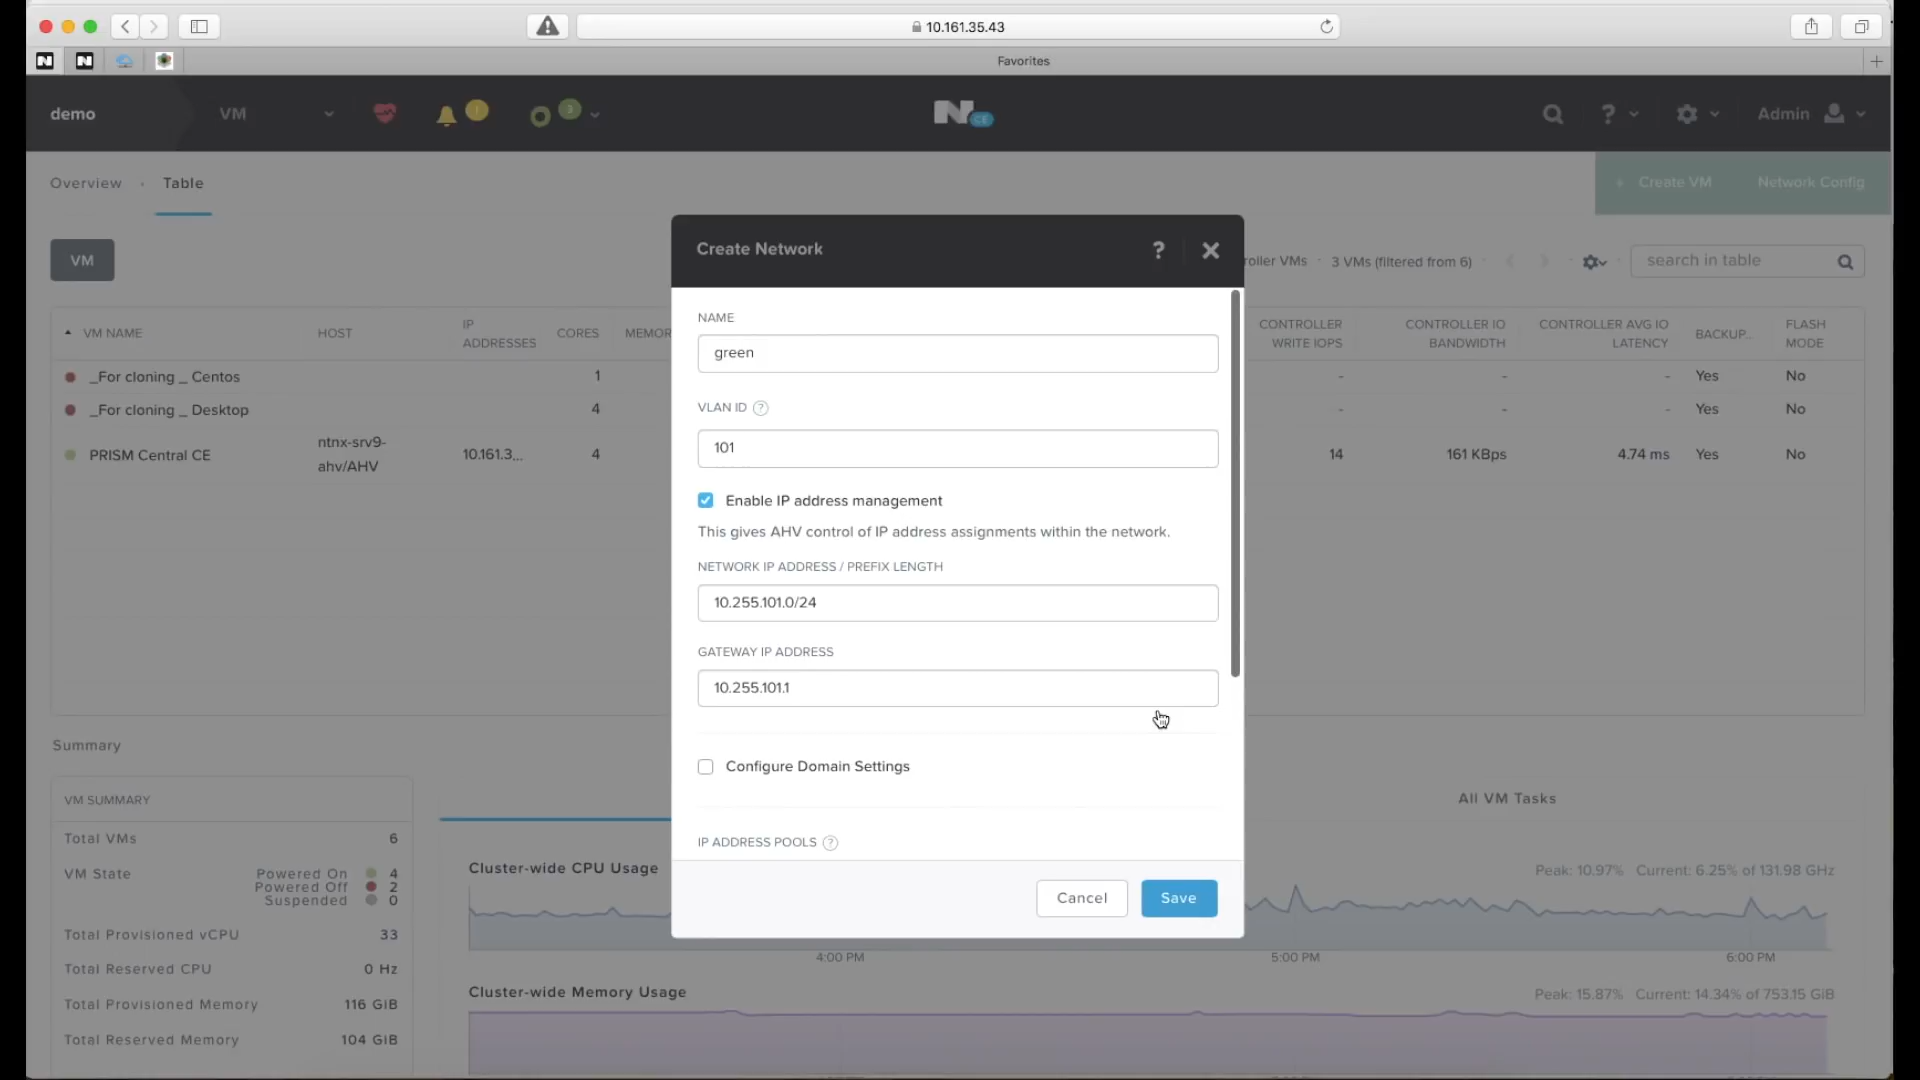 10.161.35.43
Favorites
demo
VM
1
3
N
CE
?
Admin
Overview
Table
Create VM
Network Config
VM
roller VMs
3 VMs (filtered from 6)
search in table
VM NAME
HOST
IP ADDRESSES
CORES
MEMOR
CONTROLLER WRITE IOPS
CONTROLLER IO BANDWIDTH
CONTROLLER AVG IO LATENCY
BACKUP...
FLASH MODE
_For cloning _ Centos 1 - - - Yes No
_For cloning _ Desktop 4 - - - Yes No
PRISM Central CE ntnx-srv9-ahv/AHV 10.161.3... 4 14 161 KBps 4.74 ms Yes No
Create Network
?
NAME
green
VLAN ID ?
101
Enable IP address management
This gives AHV control of IP address assignments within the network.
NETWORK IP ADDRESS / PREFIX LENGTH
10.255.101.0/24
GATEWAY IP ADDRESS
10.255.101.1
Configure Domain Settings
IP ADDRESS POOLS ?
Cancel
Save
Summary
VM SUMMARY
Total VMs 6
VM State
Powered On 4
Powered Off 2
Suspended 0
Total Provisioned vCPU 33
Total Reserved CPU 0 Hz
Total Provisioned Memory 116 GiB
Total Reserved Memory 104 GiB
All VM Tasks
Cluster-wide CPU Usage
Peak: 10.97% Current: 6.25% of 131.98 GHz
4:00 PM
5:00 PM
6:00 PM
Cluster-wide Memory Usage
Peak: 15.87% Current: 14.34% of 753.15 GiB